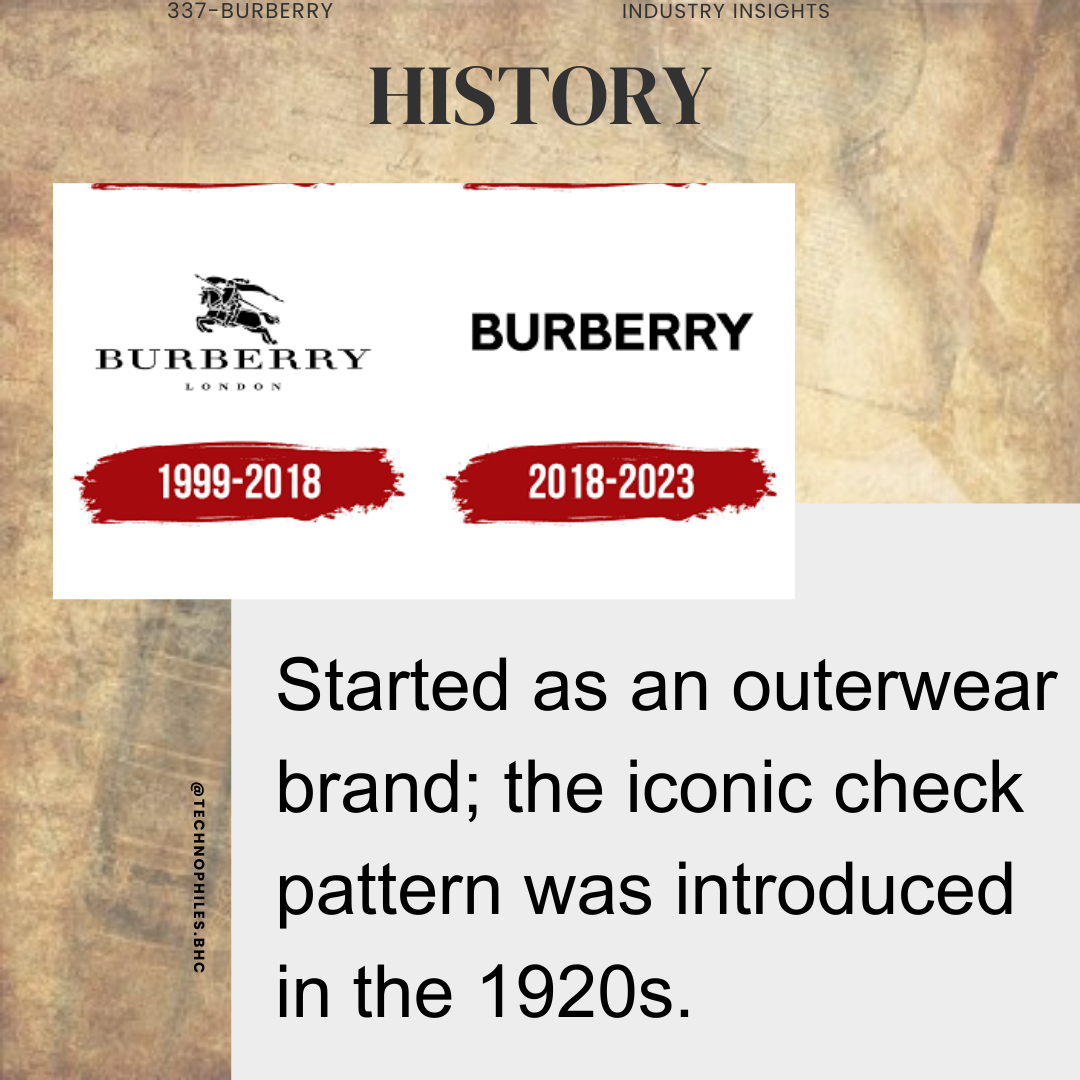 337-BURBERRY
INDUSTRY INSIGHTS
HISTORY
BURBERRY
LONDON
BURBERRY
1999-2018
2018-2023
Started as an outerwear
brand; the iconic check
pattern was introduced
in the 1920s.
@TECHNOPHILES.BHC